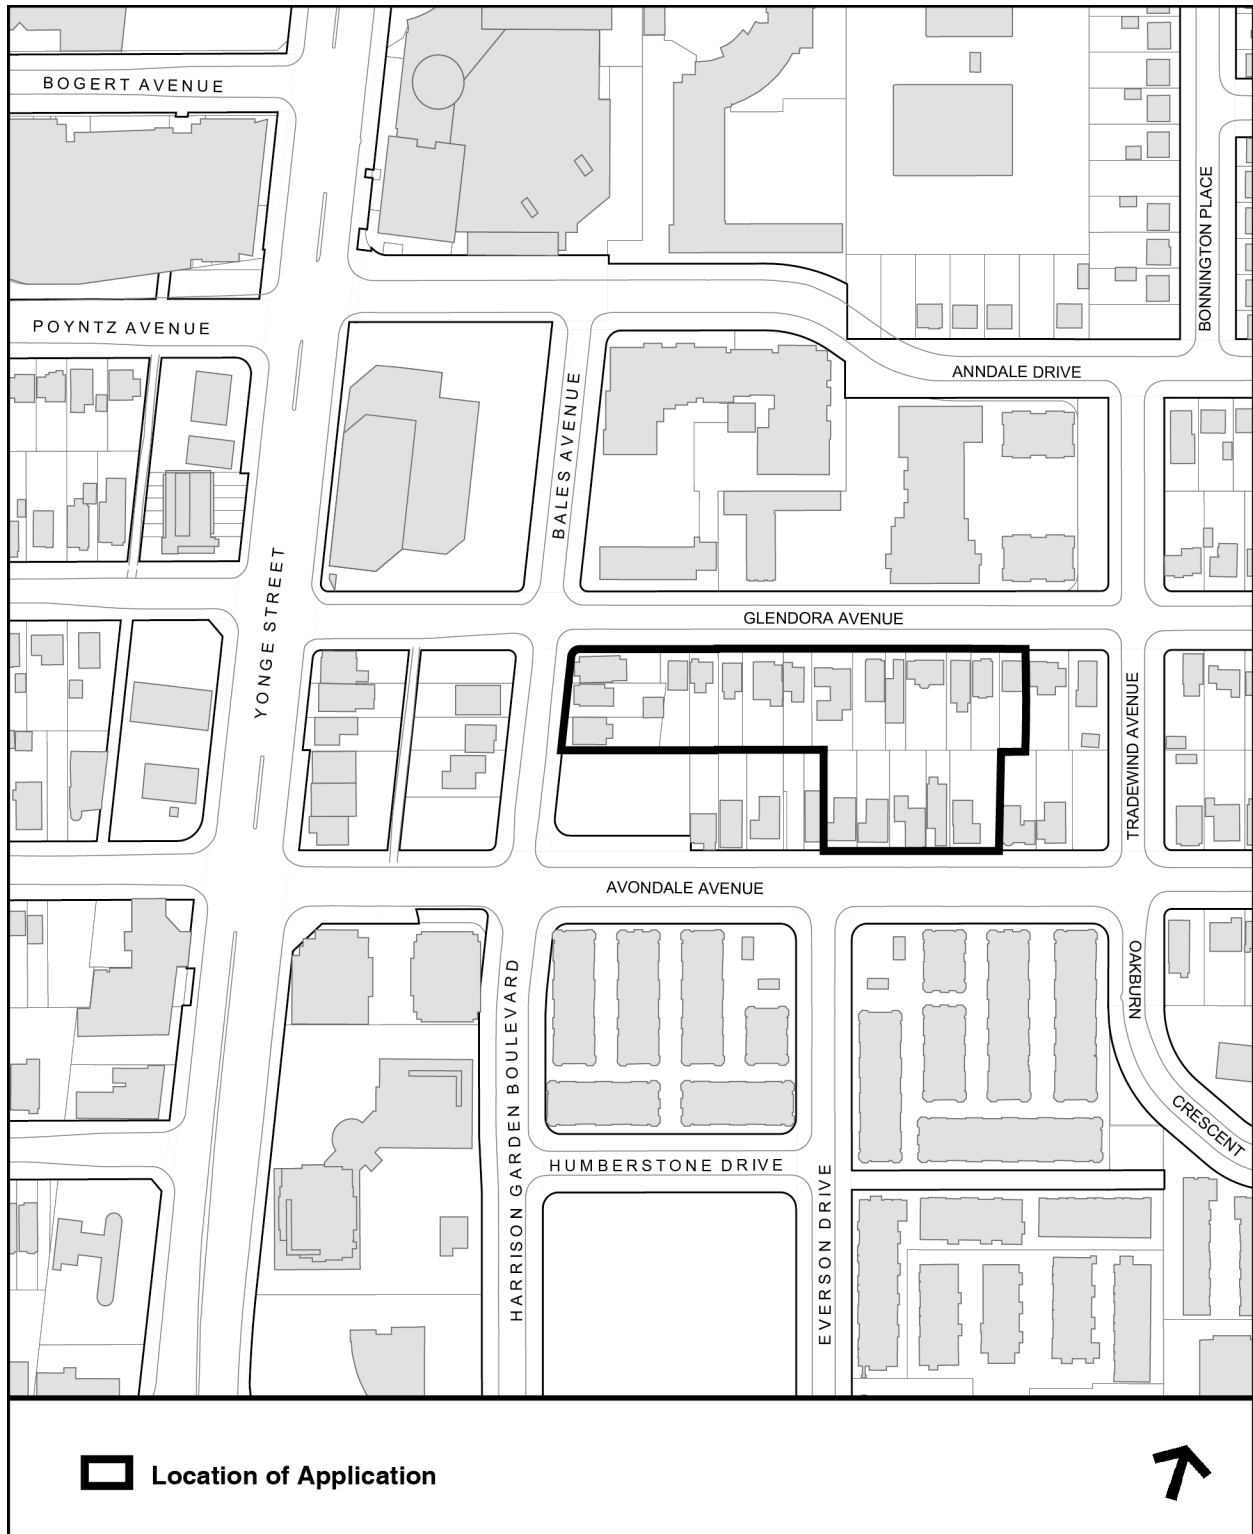 BOGERT AVENUE
BONNINGTON PLACE
POYNTZ AVENUE
ANNDALE DRIVE
BALES AVENUE
YONGE STREET
GLENDORA AVENUE
TRADEWIND AVENUE
AVONDALE AVENUE
HARRISON GARDEN BOULEVARD
OAKBURN
CRESCENT
HUMBERSTONE DRIVE
EVERSON DRIVE
Location of Application